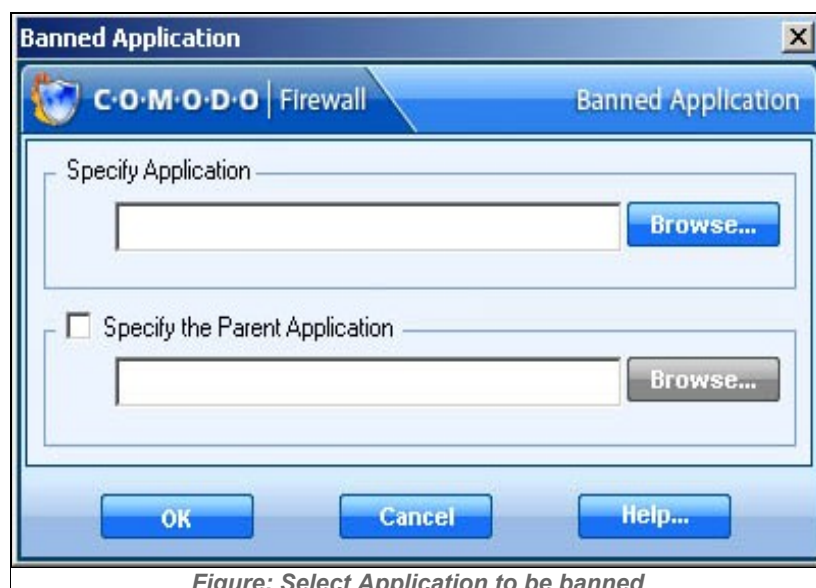 Banned Application
C·O·M·O·D·O | Firewall
Banned Application
Specify Application
Browse...
Specify the Parent Application
Browse...
OK
Cancel
Help...
Figure: Select Application to be banned